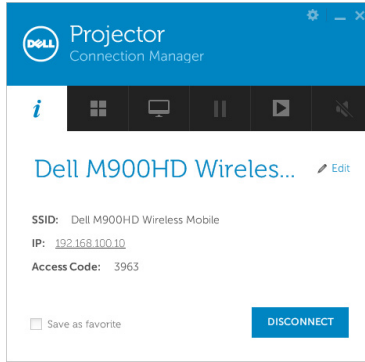 DELL
Projector
Connection Manager
i
Dell M900HD Wireles...
Edit
SSID: Dell M900HD Wireless Mobile
IP: 192.168.100.10
Access Code: 3963
Save as favorite
DISCONNECT